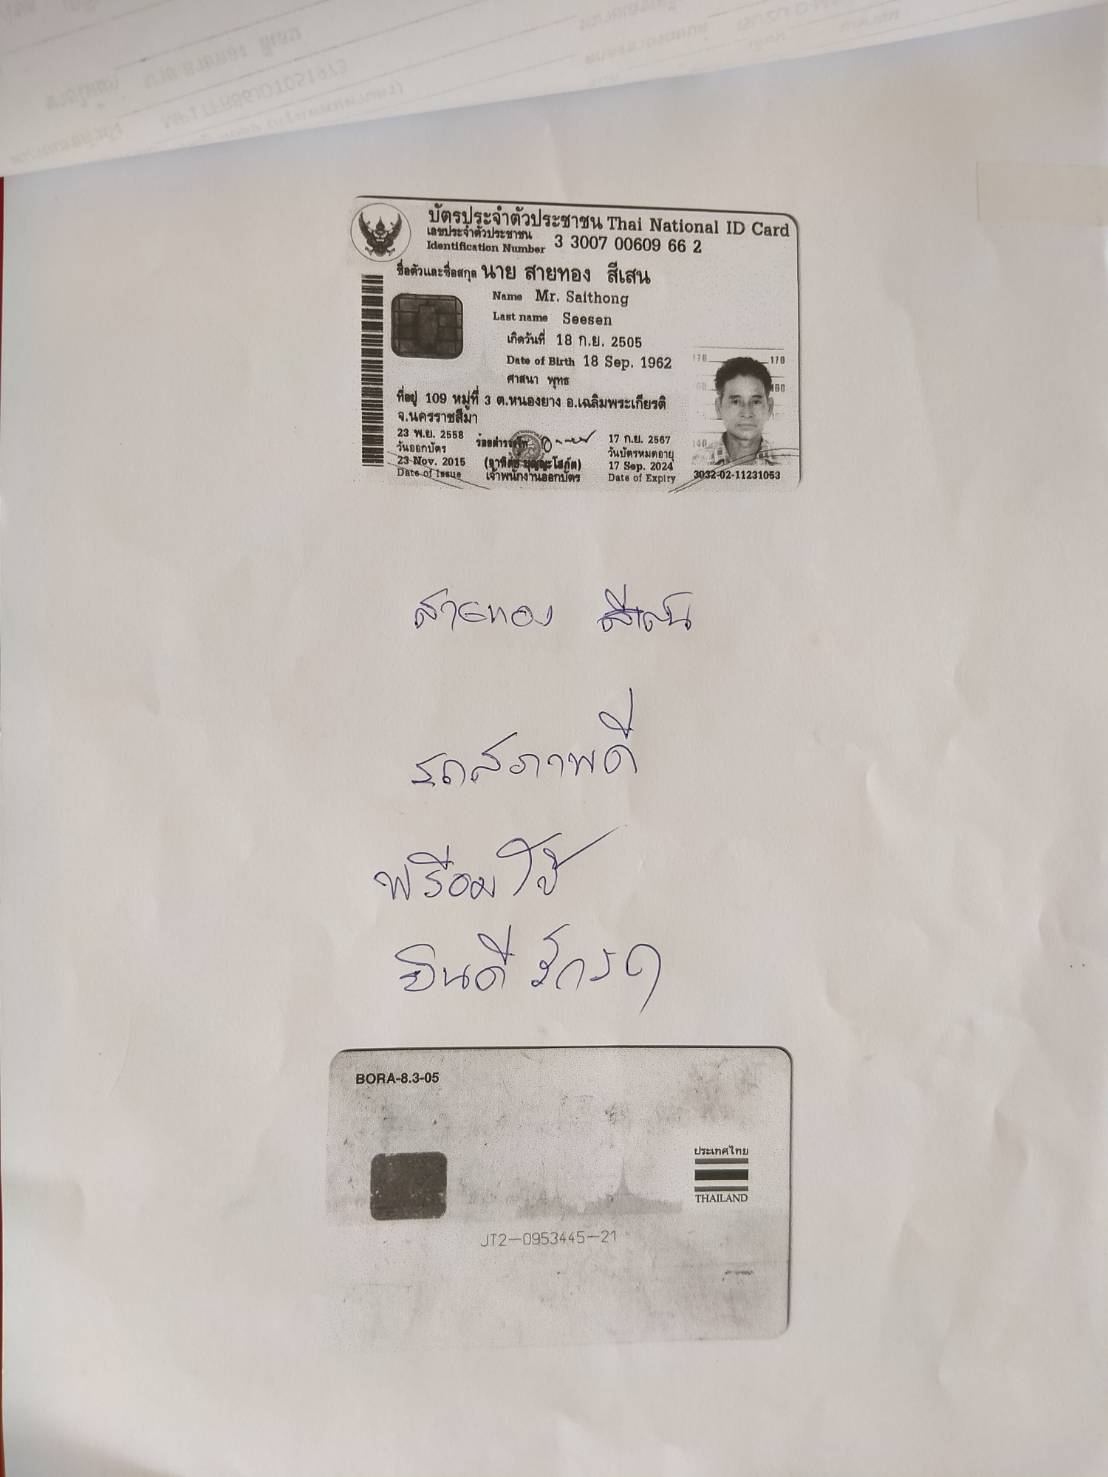 บัตรประจำตัวประชาชน Thai National ID Card
เลขประจำตัวประชาชน
Identification Number 3 3007 00609 66 2
ชื่อตัวและชื่อสกุล นาย สายทอง สีเสน
Name Mr. Saithong
Last name Seesen
เกิดวันที่ 18 ก.ย. 2505
Date of Birth 18 Sep. 1962
ศาสนา พุทธ
ที่อยู่ 109 หมู่ที่ 3 ต.หนองยาง อ.เฉลิมพระเกียรติ
จ.นครราชสีมา
23 พ.ย. 2558
วันออกบัตร
23 Nov. 2015
Date of Issue
เจ้าพนักงานออกบัตร
17 ก.ย. 2567
วันบัตรหมดอายุ
17 Sep. 2024
Date of Expiry
170
3032-02-11231053
สายทอง สีเสน
รถสภาพดี
พร้อมใช้
ยินดีรับรถ
BORA-8.3-05
ประเทศไทย
THAILAND
JT2-0953445-21